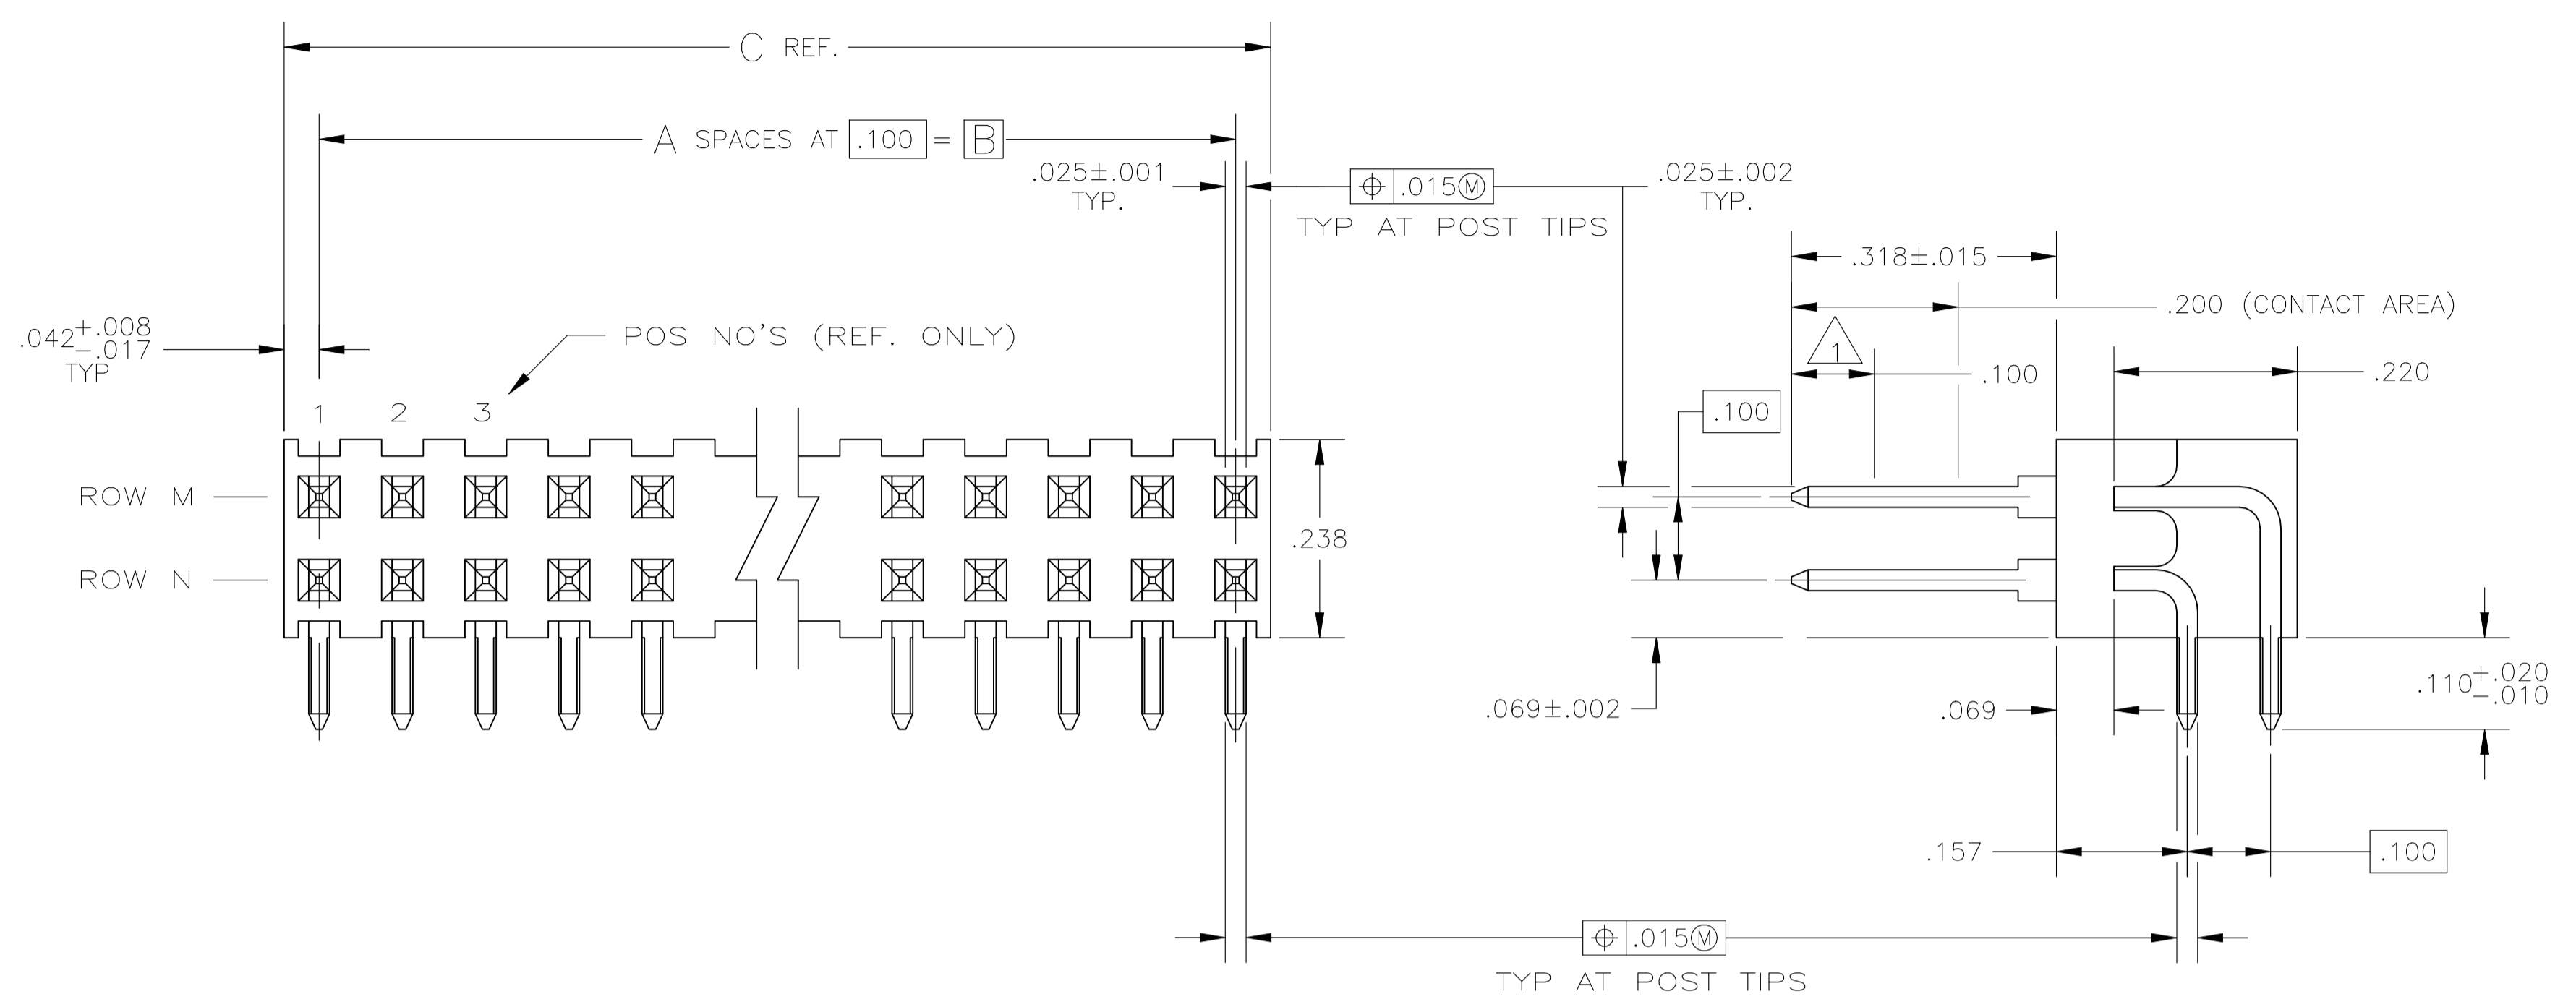 C REF.
A SPACES AT .100 = B
.025±.001
TYP.
⌖ .015Ⓜ
TYP AT POST TIPS
.025±.002
TYP.
.318±.015
.200 (CONTACT AREA)
1
.100
.220
.042 +.008 -.017
TYP
POS NO'S (REF. ONLY)
.100
1 2 3
ROW M
.238
ROW N
.069±.002
.069
.110 +.020 -.010
.157
.100
⌖ .015Ⓜ
TYP AT POST TIPS